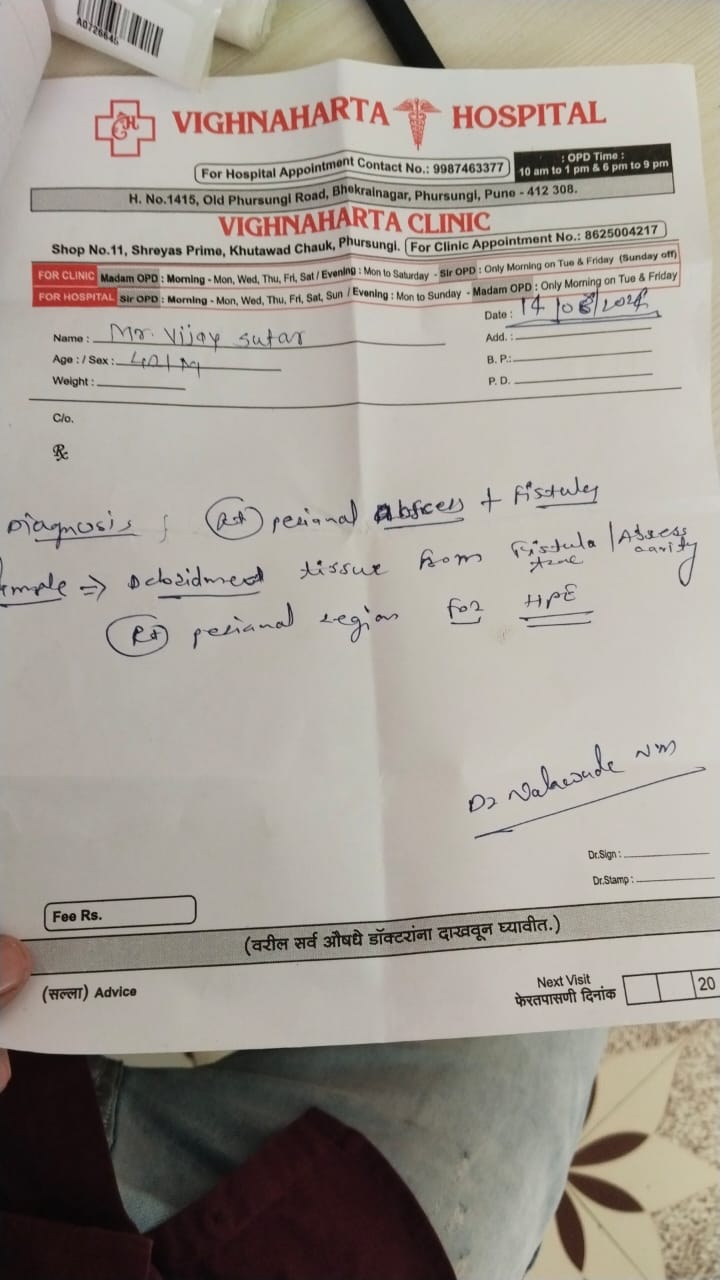 A0726645
VIGHNAHARTA HOSPITAL
For Hospital Appointment Contact No.: 9987463377
: OPD Time :
10 am to 1 pm & 6 pm to 9 pm
H. No.1415, Old Phursungi Road, Bhekrainagar, Phursungi, Pune - 412 308.
VIGHNAHARTA CLINIC
Shop No.11, Shreyas Prime, Khutawad Chauk, Phursungi. For Clinic Appointment No.: 8625004217
FOR CLINIC Madam OPD : Morning - Mon, Wed, Thu, Fri, Sat / Evening : Mon to Saturday - Sir OPD : Only Morning on Tue & Friday (Sunday off)
FOR HOSPITAL Sir OPD : Morning - Mon, Wed, Thu, Fri, Sat, Sun / Evening : Mon to Sunday - Madam OPD : Only Morning on Tue & Friday
Date : 14/08/
Name : Mr. Vijay Sutar
Add. :
Age : / Sex :
B. P.:
Weight :
P. D.
C/o.
Rx
Diagnosis : Rt perianal Abscess + Fistula
⇒ Debridment tissue from Fistula / Abscess cavity
Rt perianal region for HPE
Dr Nalawade NM
Dr.Sign :
Dr.Stamp :
Fee Rs.
(वरील सर्व औषधे डॉक्टरांना दाखवून घ्यावीत.)
(सल्ला) Advice
Next Visit
फेरतपासणी दिनांक 20